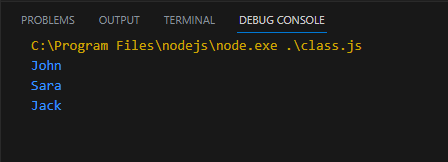 PROBLEMS OUTPUT TERMINAL DEBUG CONSOLE
C:\Program Files\nodejs\node.exe .\class.js
John
Sara
Jack